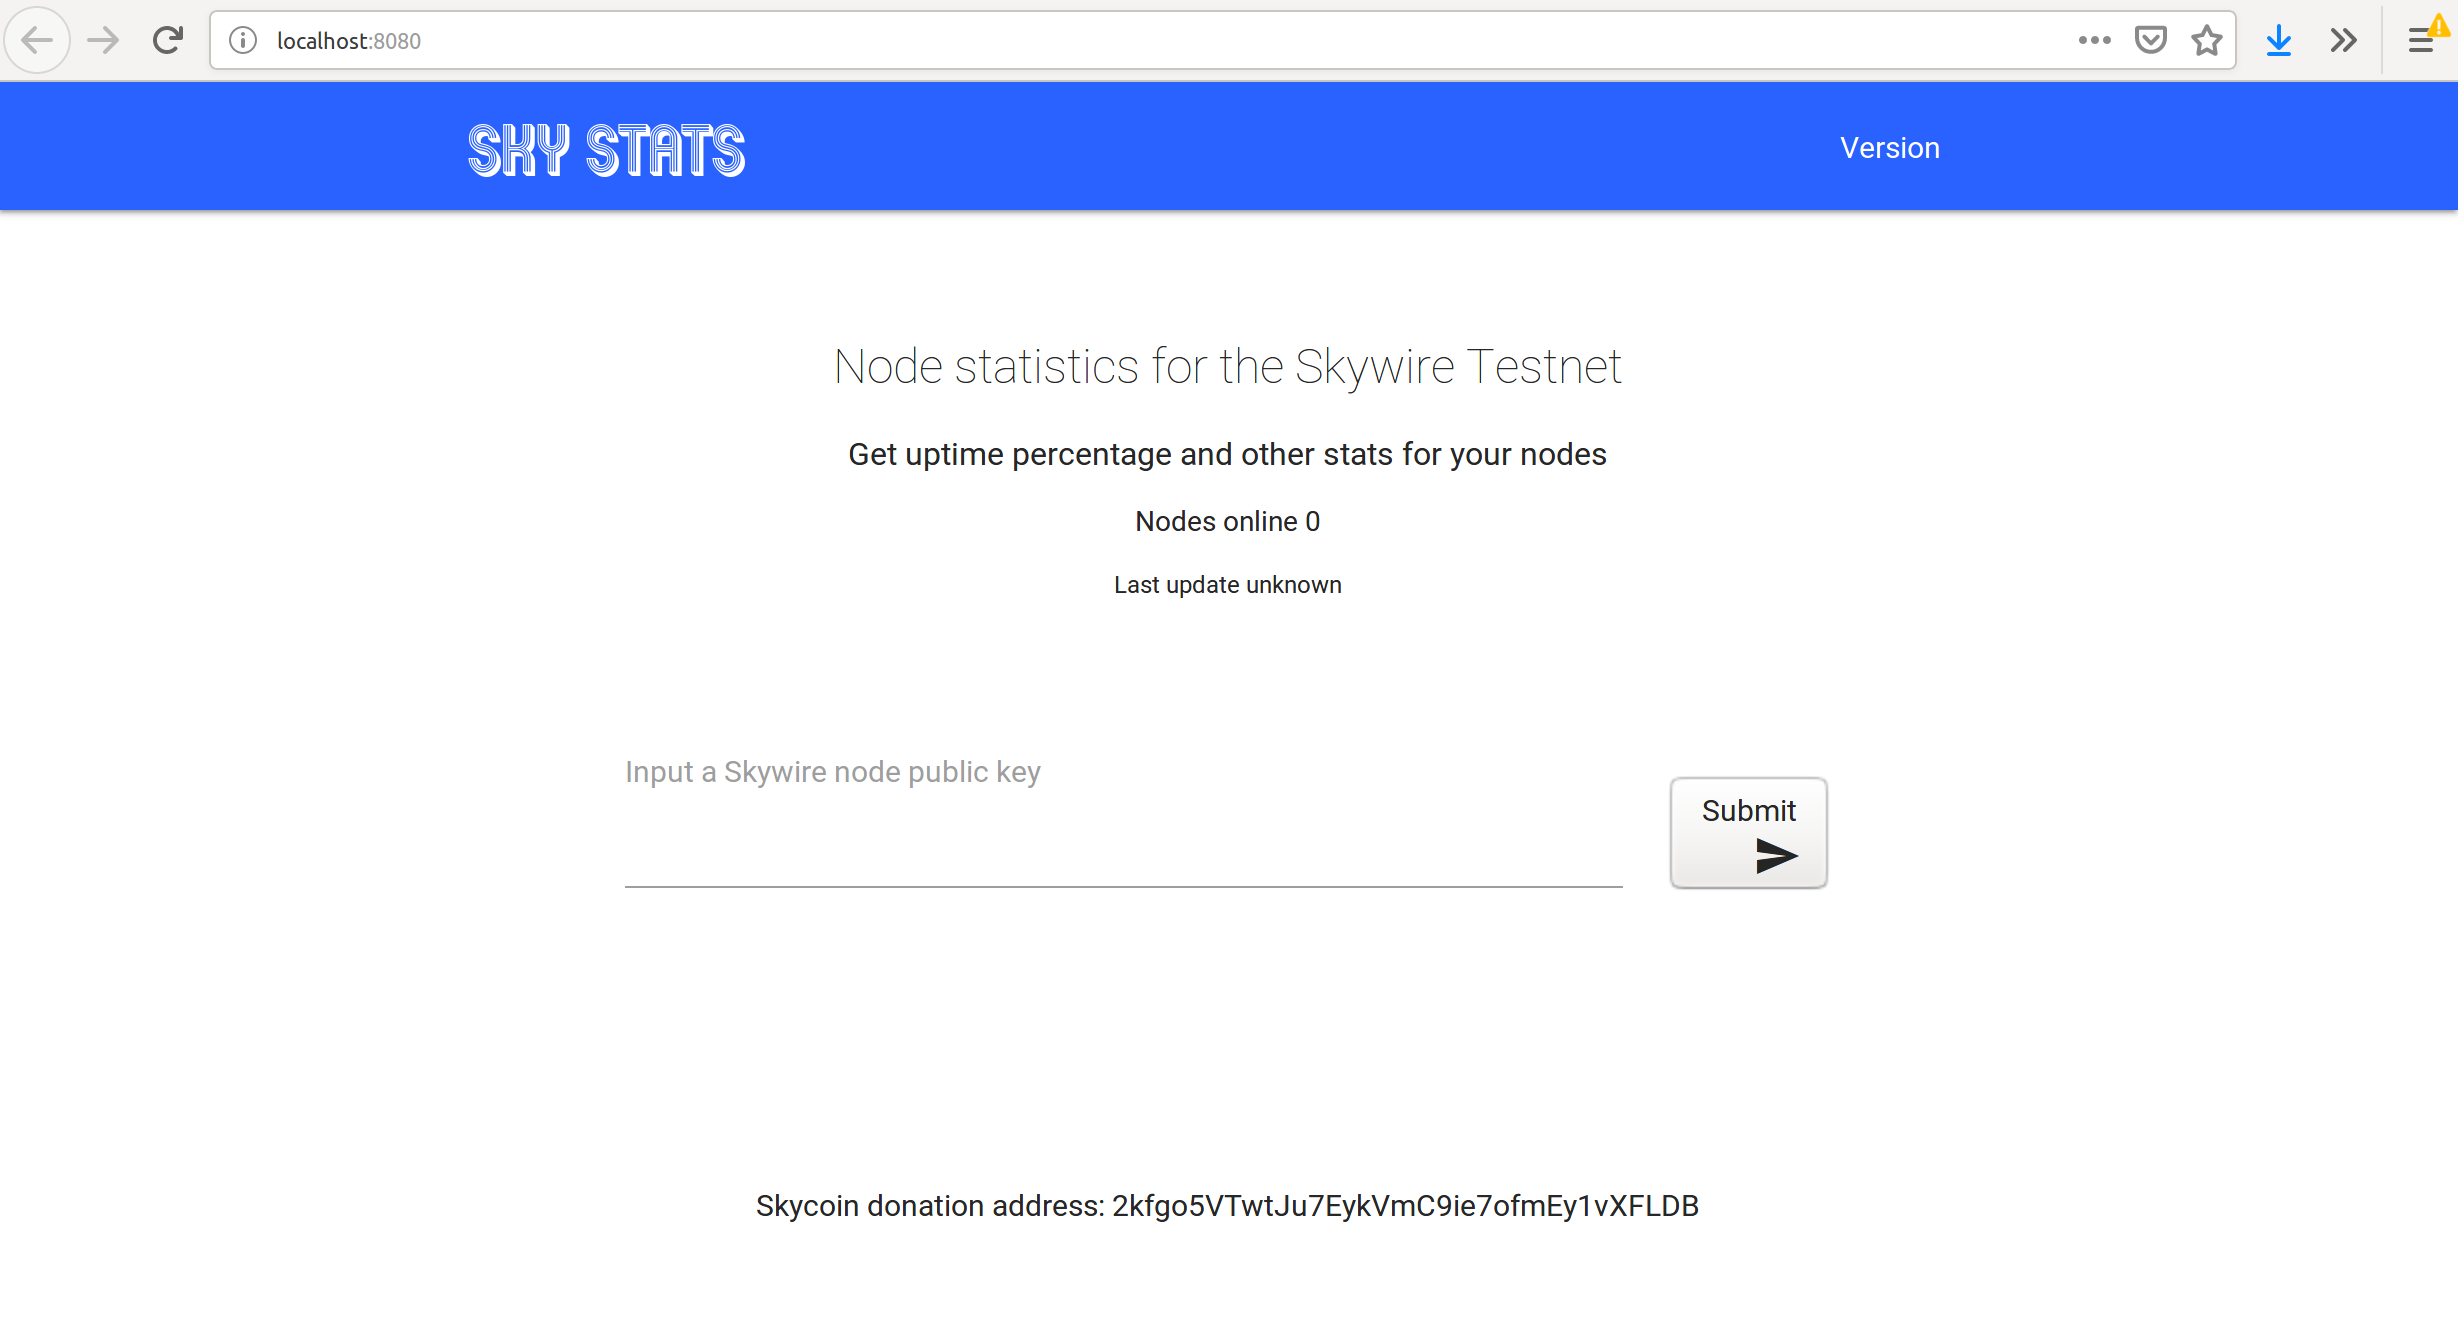 localhost:8080
SKY STATS
Version
Node statistics for the Skywire Testnet
Get uptime percentage and other stats for your nodes
Nodes online 0
Last update unknown
Input a Skywire node public key
Submit
Skycoin donation address: 2kfgo5VTwtJu7EykVmC9ie7ofmEy1vXFLDB